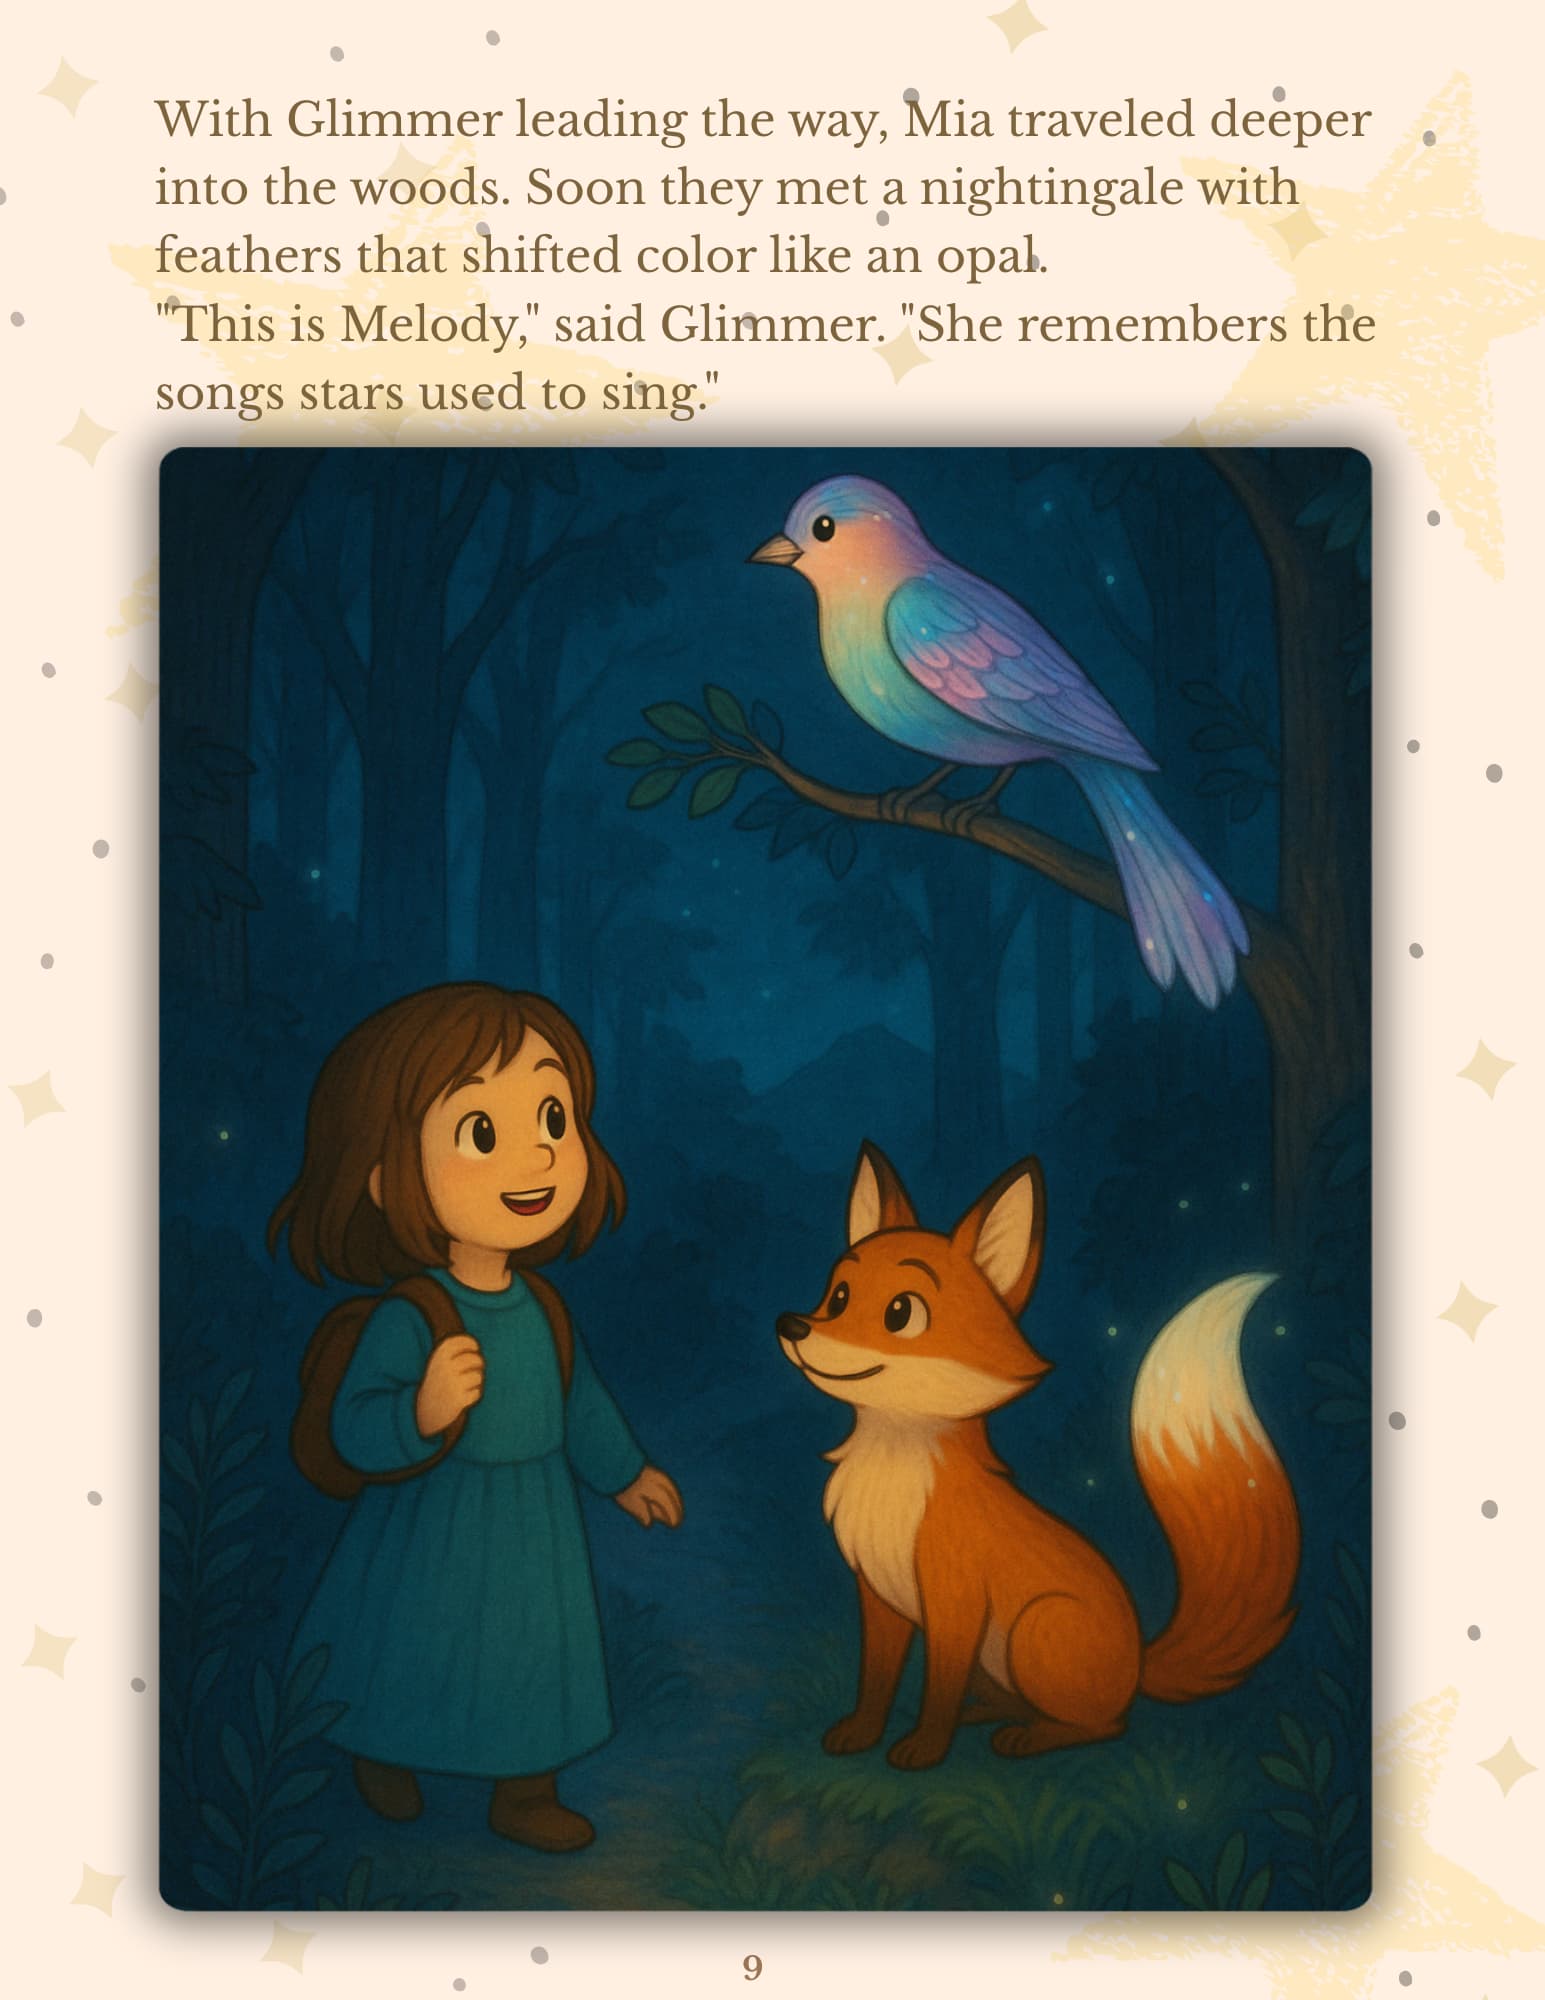 With Glimmer leading the way, Mia traveled deeper
into the woods. Soon they met a nightingale with
feathers that shifted color like an opal.
"This is Melody," said Glimmer. "She remembers the
songs stars used to sing."
9